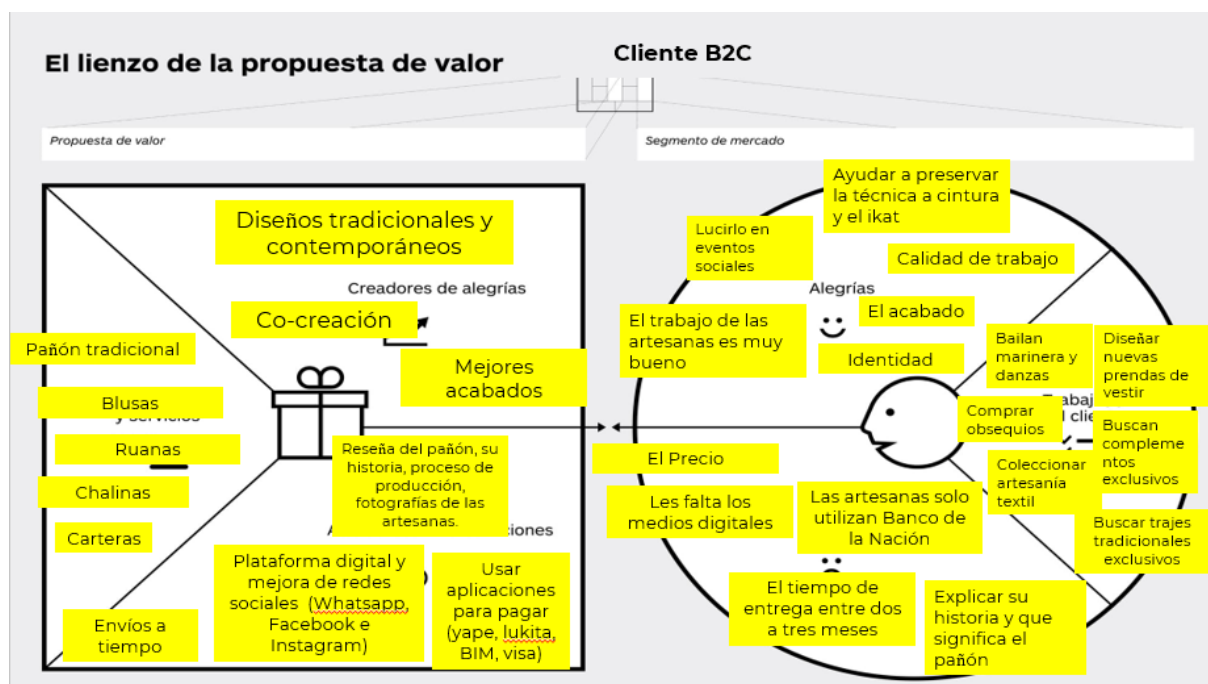 El lienzo de la propuesta de valor
Cliente B2C
Propuesta de valor
Segmento de mercado
Diseños tradicionales y
contemporáneos
Creadores de alegrías
Co-creación
Mejores
acabados
Pañón tradicional
Blusas
y servicios
Ruanas
Chalinas
Carteras
Envíos a
tiempo
Reseña del pañón, su
historia, proceso de
producción,
fotografías de las
artesanas.
Plataforma digital y
mejora de redes
sociales (Whatsapp,
Facebook e
Instagram)
Usar
aplicaciones
para pagar
(yape, lukita,
BIM, visa)
Ayudar a preservar
la técnica a cintura
y el ikat
Lucirlo en
eventos
sociales
Calidad de trabajo
Alegrías
El acabado
El trabajo de las
artesanas es muy
bueno
Identidad
Bailan
marinera y
danzas
Diseñar
nuevas
prendas de
vestir
Comprar
obsequios
Buscan
compleme
ntos
exclusivos
Coleccionar
artesanía
textil
Buscar trajes
tradicionales
exclusivos
El Precio
Les falta los
medios digitales
Las artesanas solo
utilizan Banco de
la Nación
El tiempo de
entrega entre dos
a tres meses
Explicar su
historia y que
significa el
pañón